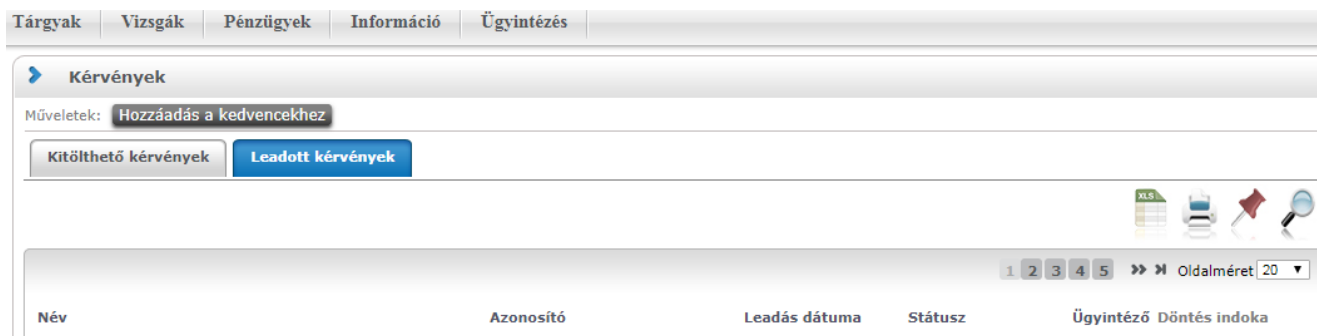 Tárgyak Vizsgák Pénzügyek Információ Ügyintézés
Kérvények
Műveletek: Hozzáadás a kedvencekhez
Kitölthető kérvények Leadott kérvények
XLS
1 2 3 4 5 Oldalméret 20
Név Azonosító Leadás dátuma Státusz Ügyintéző Döntés indoka